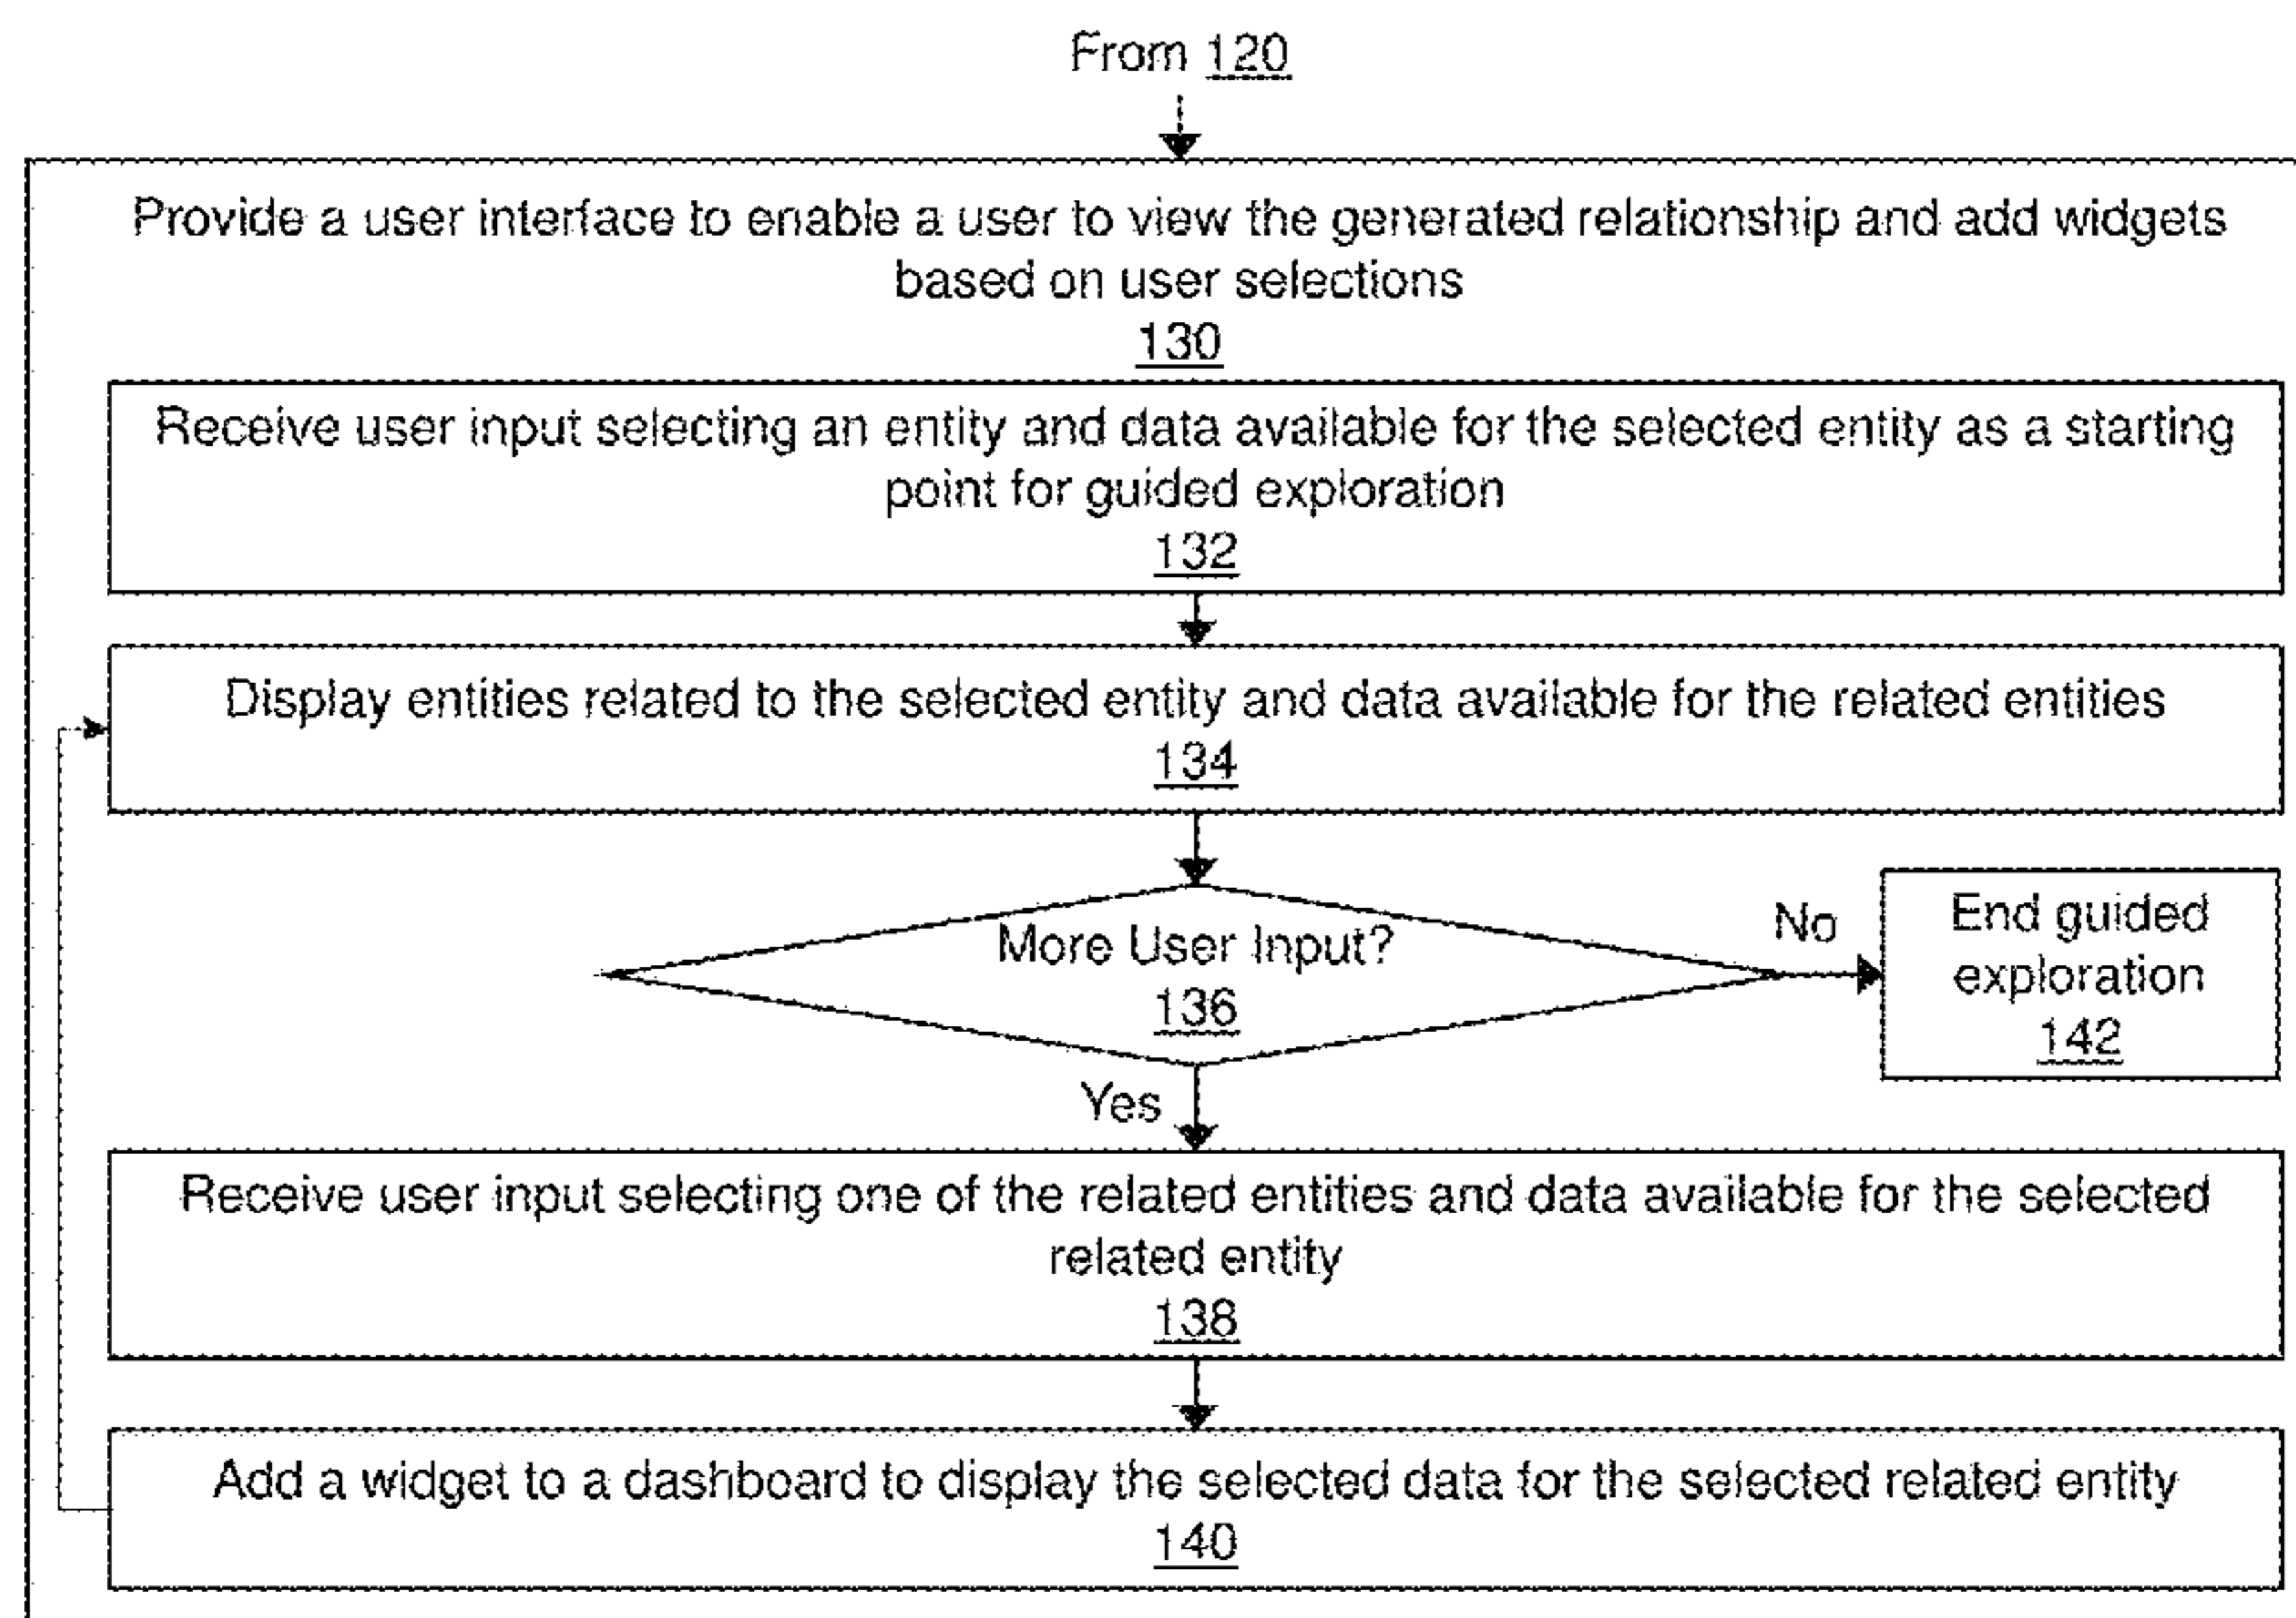 From 120
Provide a user interface to enable a user to view the generated relationship and add widgets
based on user selections
130
Receive user input selecting an entity and data available for the selected entity as a starting
point for guided exploration
132
Display entities related to the selected entity and data available for the related entities
134
More User Input?
136
No
End guided
exploration
142
Yes
Receive user input selecting one of the related entities and data available for the selected
related entity
138
Add a widget to a dashboard to display the selected data for the selected related entity
140